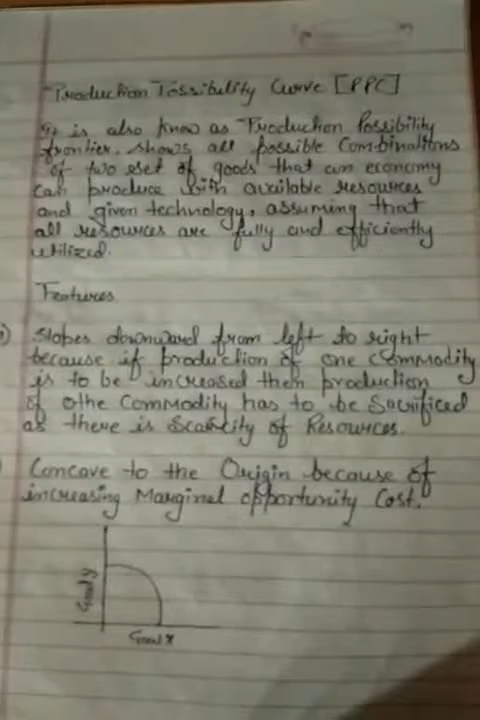 Production Possibility Curve [PPC]
It is also know as Production Possibility
frontier. shows all possible Combinations
of two set of goods that an economy
can produce with available resources
and given technology, assuming that
all resources are fully and efficiently
utilized.
Features
Slopes downward from left to right
because if production of one Commodity
is to be increased then production
of othe Commodity has to be Sacrificed
as there is Scarcity of Resources.
Concave to the Origin because of
increasing Marginal opportunity Cost.
Good y
Good x